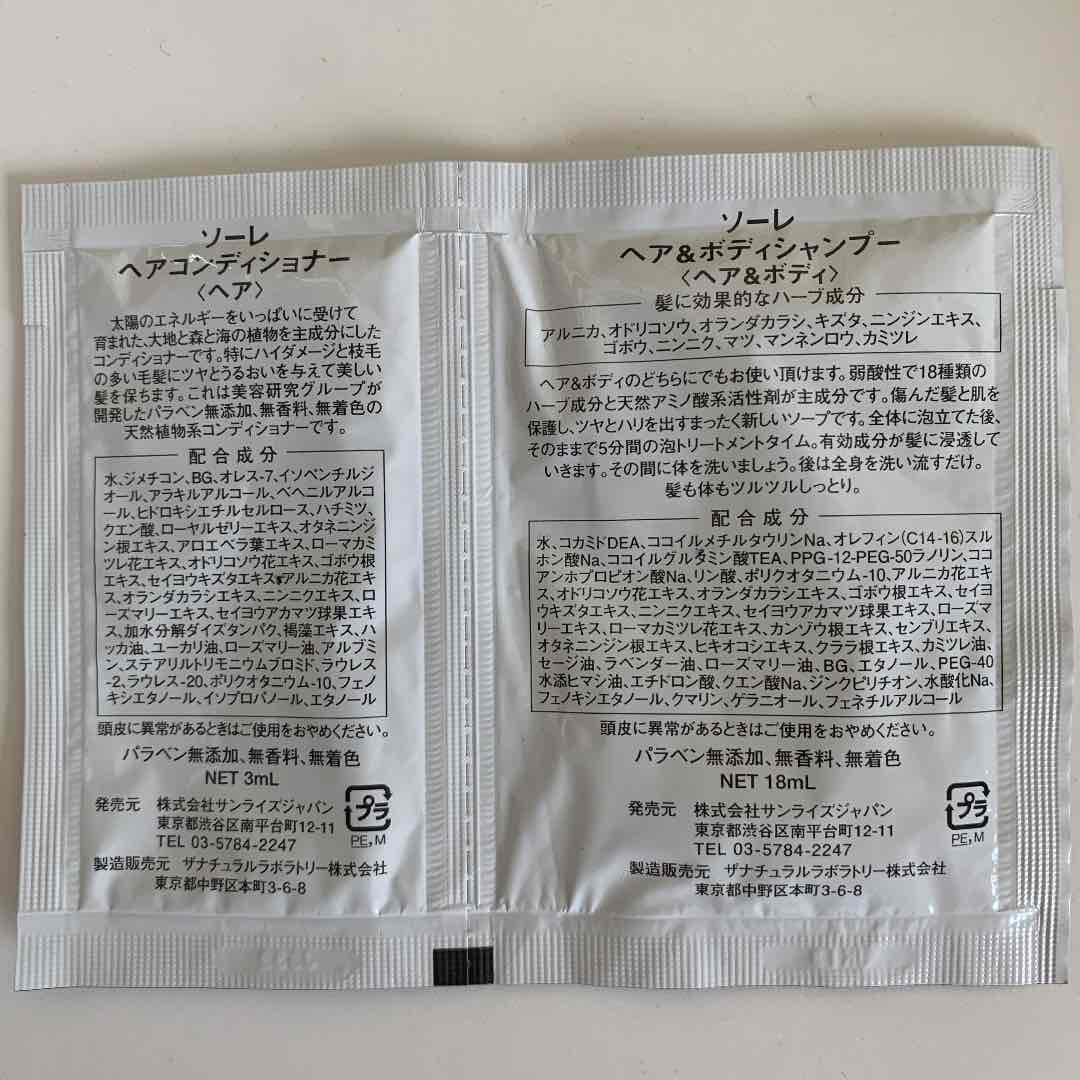 ソーレ
ヘアコンディショナー
〈ヘア〉
太陽のエネルギーをいっぱいに受けて
育まれた、大地と森と海の植物を主成分にした
コンディショナーです。特にハイダメージと枝毛
の多い毛髪にツヤとうるおいを与えて美しい
髪を保ちます。これは美容研究グループが
開発したパラベン無添加、無香料、無着色の
天然植物系コンディショナーです。
配合成分
水、ジメチコン、BG、オレス-7、イソペンチルジ
オール、アラキルアルコール、ベヘニルアルコ
ール、ヒドロキシエチルセルロース、ハチミツ、
クエン酸、ローヤルゼリーエキス、オタネニンジ
ン根エキス、アロエベラ葉エキス、ローマカミ
ツレ花エキス、オドリコソウ花エキス、ゴボウ根
エキス、セイヨウキズタエキス、アルニカ花エキ
ス、オランダカラシエキス、ニンニクエキス、ロ
ーズマリーエキス、セイヨウアカマツ球果エキ
ス、加水分解ダイズタンパク、褐藻エキス、ハ
ッカ油、ユーカリ油、ローズマリー油、アルブミ
ン、ステアリルトリモニウムブロミド、ラウレス
-2、ラウレス-20、ポリクオタニウム-10、フェノ
キシエタノール、イソプロパノール、エタノール
頭皮に異常があるときはご使用をおやめください。
パラベン無添加、無香料、無着色
NET 3mL
発売元 株式会社サンライズジャパン
東京都渋谷区南平台町12-11
TEL 03-5784-2247
プラ
PE,M
製造販売元 ザナチュラルラボラトリー株式会社
東京都中野区本町3-6-8
ソーレ
ヘア&ボディシャンプー
〈ヘア&ボディ〉
髪に効果的なハーブ成分
アルニカ、オドリコソウ、オランダカラシ、キズタ、ニンジンエキス、
ゴボウ、ニンニク、マツ、マンネンロウ、カミツレ
ヘア&ボディのどちらにでもお使い頂けます。弱酸性で18種類の
ハーブ成分と天然アミノ酸系活性剤が主成分です。傷んだ髪と肌を
保護し、ツヤとハリを出すまったく新しいソープです。全体に泡立てた後、
そのままで5分間の泡トリートメントタイム。有効成分が髪に浸透して
いきます。その間に体を洗いましょう。後は全身を洗い流すだけ。
髪も体もツルツルしっとり。
配合成分
水、コカミドDEA、ココイルメチルタウリンNa、オレフィン(C14-16)スル
ホン酸Na、ココイルグルタミン酸TEA、PPG-12-PEG-50ラノリン、ココ
アンホプロピオン酸Na、リン酸、ポリクオタニウム-10、アルニカ花エキ
ス、オドリコソウ花エキス、オランダカラシエキス、ゴボウ根エキス、セイヨ
ウキズタエキス、ニンニクエキス、セイヨウアカマツ球果エキス、ローズマ
リーエキス、ローマカミツレ花エキス、カンゾウ根エキス、センブリエキス、
オタネニンジン根エキス、ヒキオコシエキス、クララ根エキス、カミツレ油、
セージ油、ラベンダー油、ローズマリー油、BG、エタノール、PEG-40
水添ヒマシ油、エチドロン酸、クエン酸Na、ジンクピリチオン、水酸化Na、
フェノキシエタノール、クマリン、ゲラニオール、フェネチルアルコール
頭皮に異常があるときはご使用をおやめください。
パラベン無添加、無香料、無着色
NET 18mL
発売元 株式会社サンライズジャパン
東京都渋谷区南平台町12-11
TEL 03-5784-2247
プラ
PE,M
製造販売元 ザナチュラルラボラトリー株式会社
東京都中野区本町3-6-8